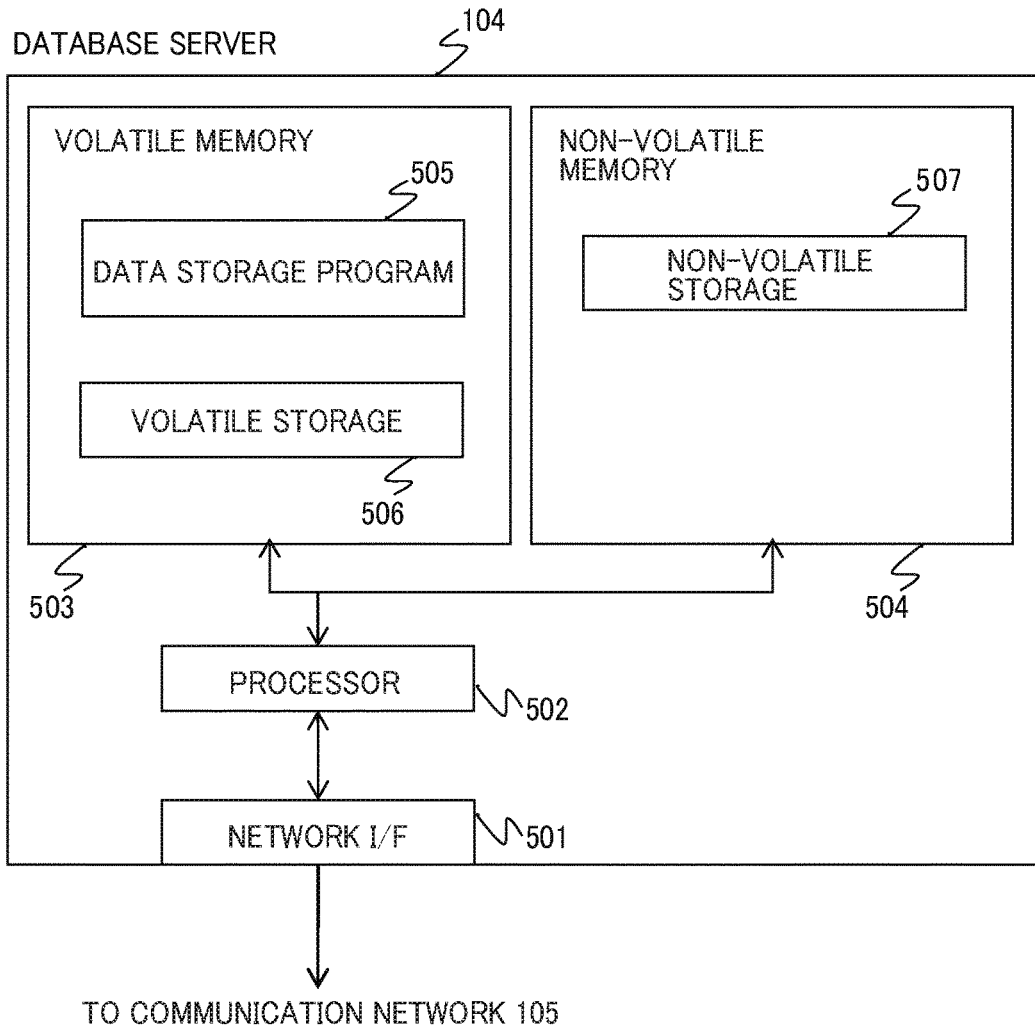 104
DATABASE SERVER
VOLATILE MEMORY
505
DATA STORAGE PROGRAM
VOLATILE STORAGE
506
503
NON-VOLATILE
MEMORY
507
NON-VOLATILE
STORAGE
504
PROCESSOR
502
NETWORK I/F
501
TO COMMUNICATION NETWORK 105